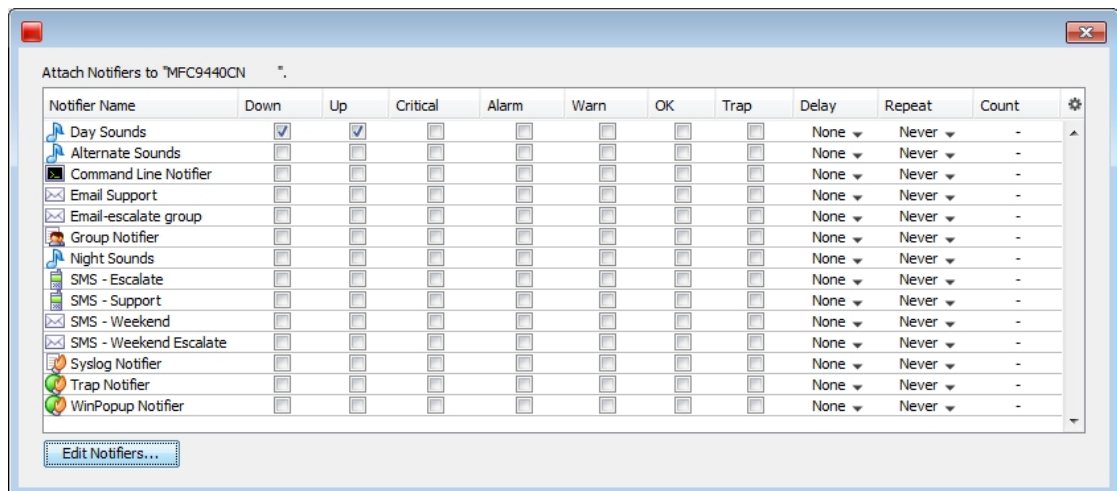 Attach Notifiers to "MFC9440CN ".
Notifier Name Down Up Critical Alarm Warn OK Trap Delay Repeat Count
Day Sounds None Never -
Alternate Sounds None Never -
Command Line Notifier None Never -
Email Support None Never -
Email-escalate group None Never -
Group Notifier None Never -
Night Sounds None Never -
SMS - Escalate None Never -
SMS - Support None Never -
SMS - Weekend None Never -
SMS - Weekend Escalate None Never -
Syslog Notifier None Never -
Trap Notifier None Never -
WinPopup Notifier None Never -
Edit Notifiers...